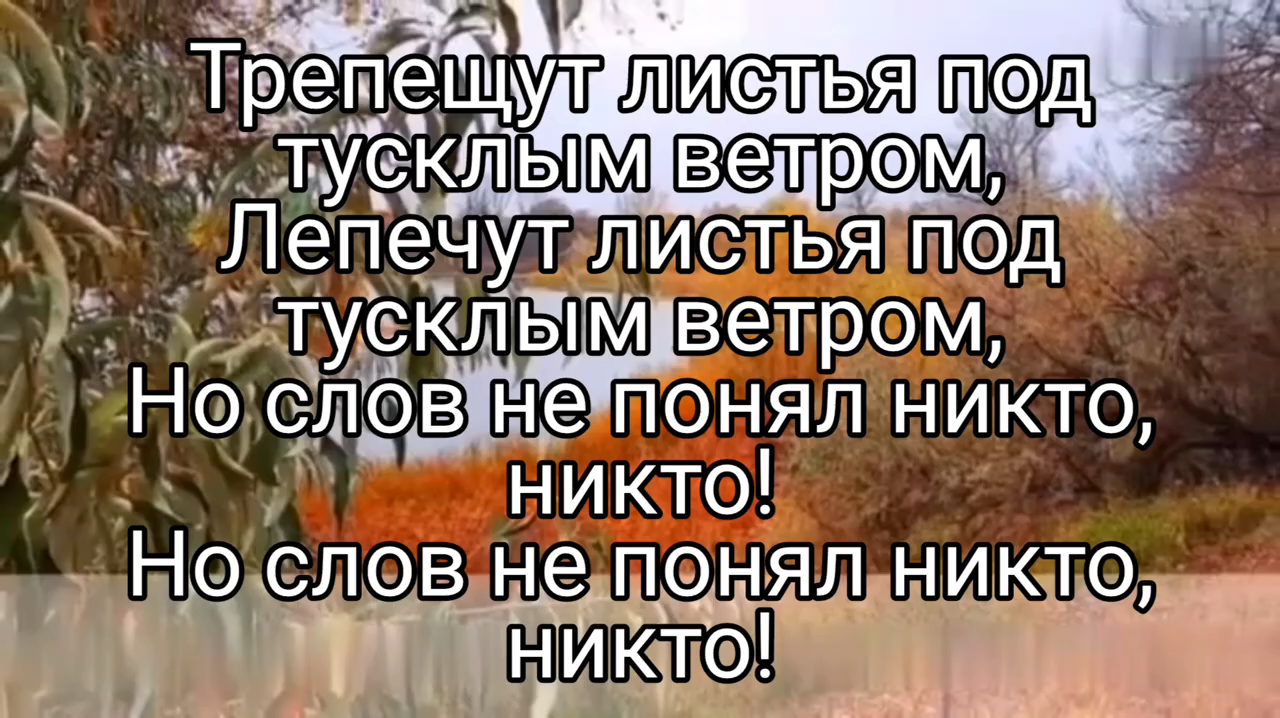 Трепещут листья под
тусклым ветром,
Лепечут листья под
тусклым ветром,
Но слов не понял никто,
никто!
Но слов не понял никто,
никто!